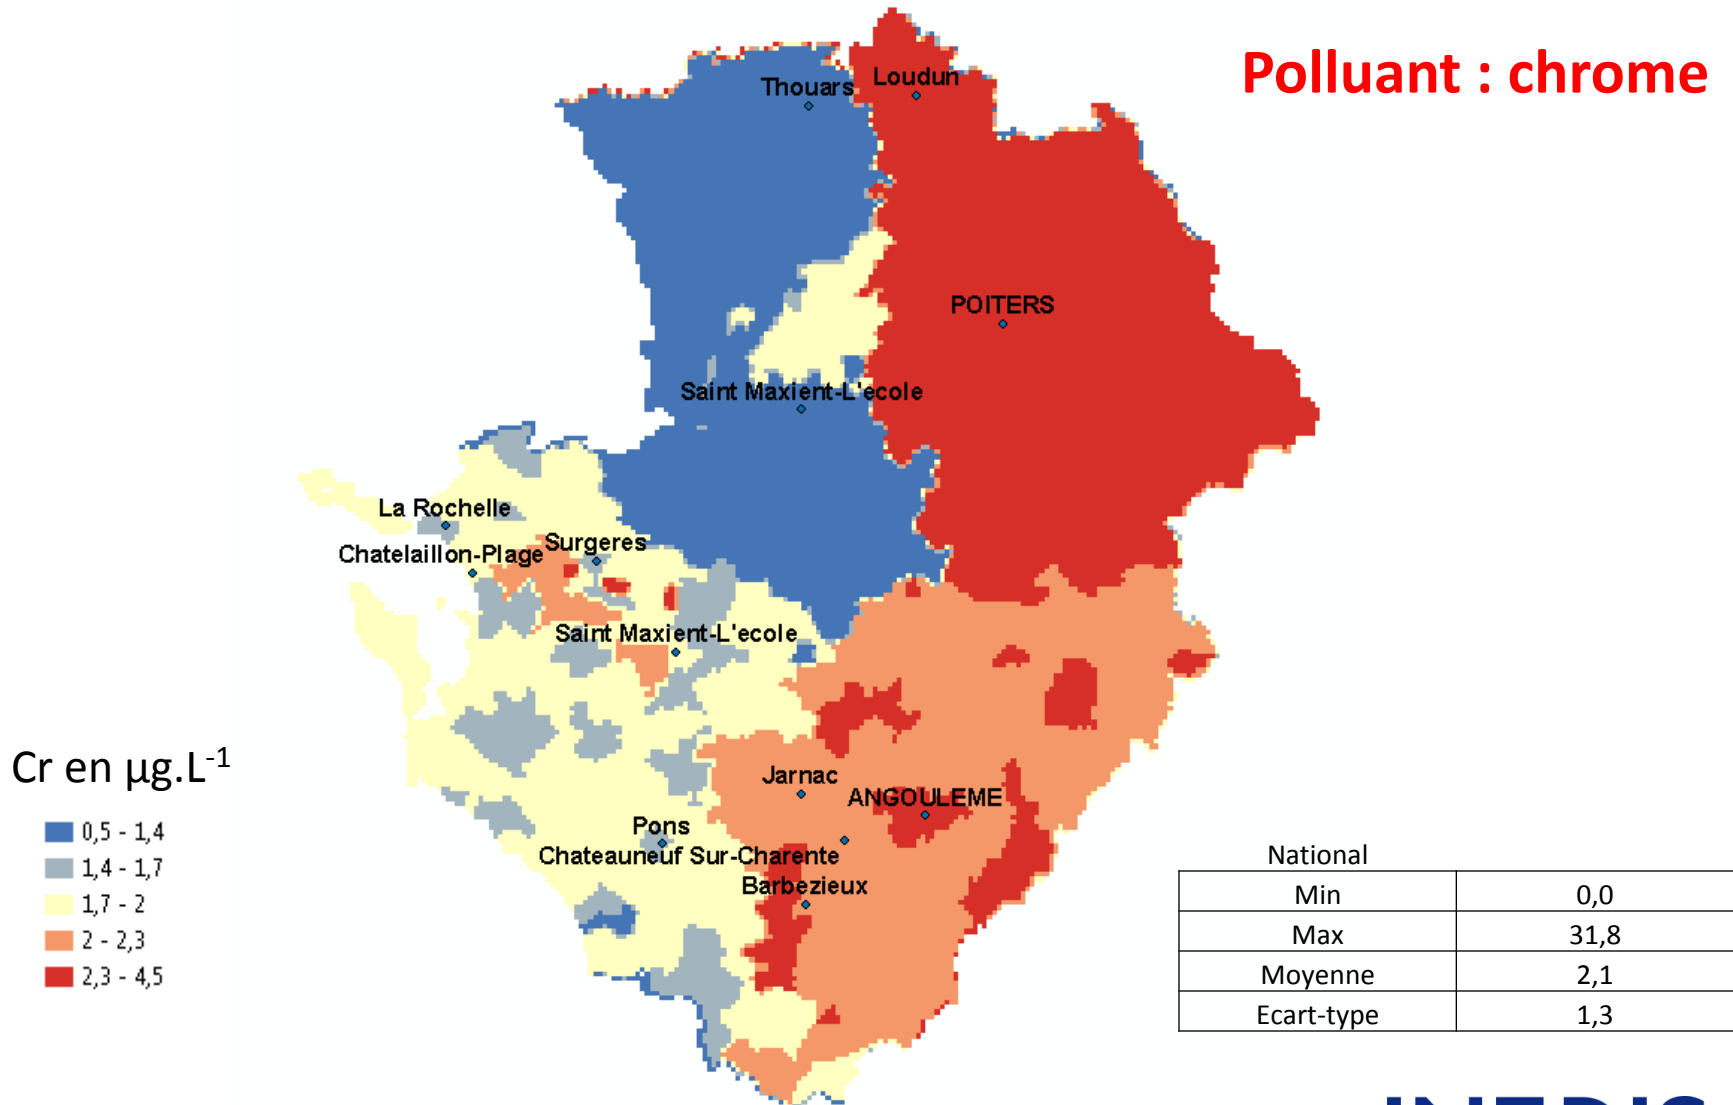 Polluant : chrome
Thouars
Loudun
POITERS
Saint Maxient-L'ecole
La Rochelle
Chatelaillon-Plage
Surgeres
Saint Maxient-L'ecole
Jarnac
ANGOULEME
Pons
Chateauneuf Sur-Charente
Barbezieux
Cr en µg.L-1
0,5 - 1,4
1,4 - 1,7
1,7 - 2
2 - 2,3
2,3 - 4,5
National
Min 0,0
Max 31,8
Moyenne 2,1
Ecart-type 1,3